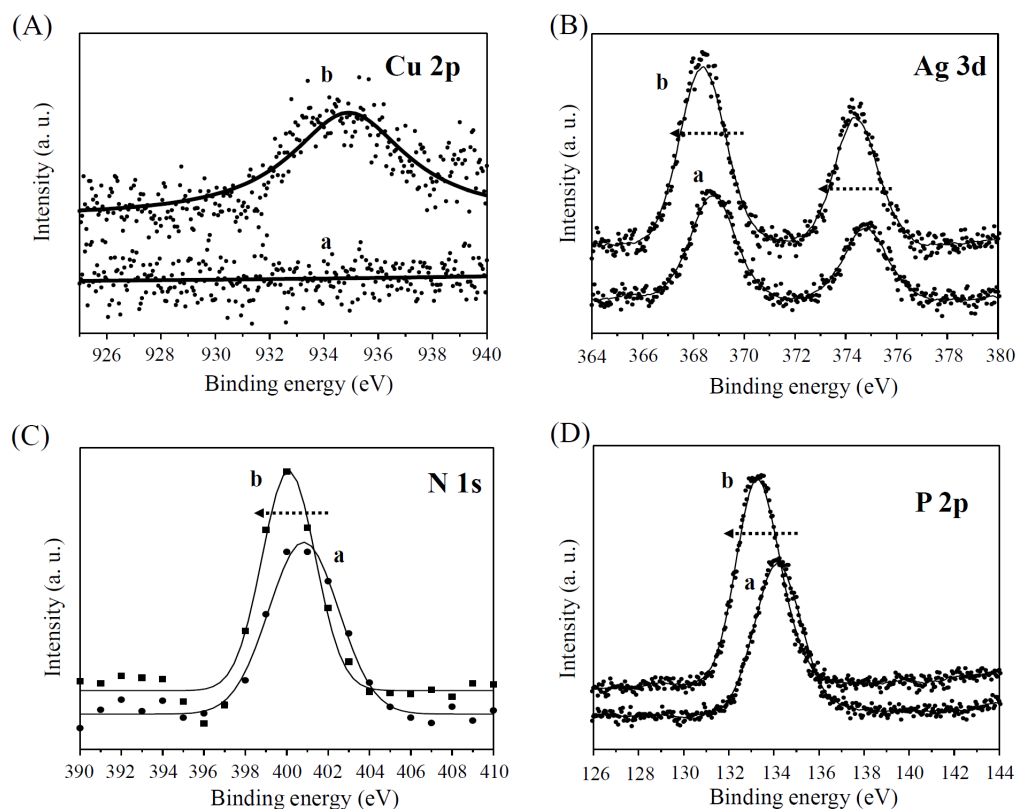 (A)
Cu 2p
b
a
Intensity (a. u.)
926 928 930 932 934 936 938 940
Binding energy (eV)
(B)
Ag 3d
b
a
Intensity (a. u.)
364 366 368 370 372 374 376 378 380
Binding energy (eV)
(C)
N 1s
b
a
Intensity (a. u.)
390 392 394 396 398 400 402 404 406 408 410
Binding energy (eV)
(D)
P 2p
b
a
Intensity (a. u.)
126 128 130 132 134 136 138 140 142 144
Binding energy (eV)